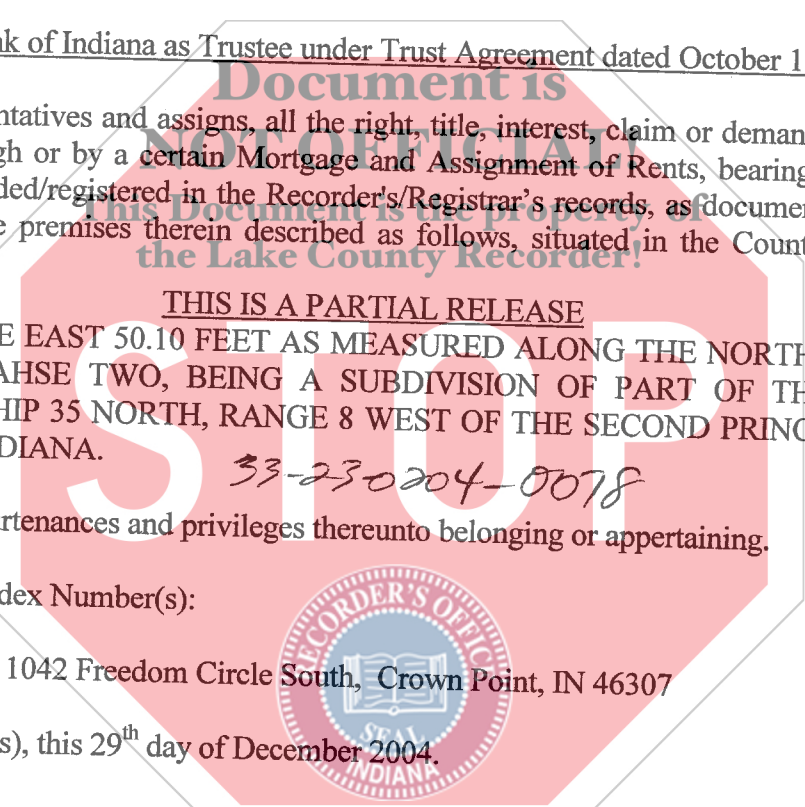 nk of Indiana as Trustee under Trust Agreement dated October 1
Document is
ntatives and assigns, all the right, title, interest, claim or deman
NOT OFFICIAL!
gh or by a certain Mortgage and Assignment of Rents, bearing
ded/registered in the Recorder's/Registrar's records, as documen
This Document is the property of
e premises therein described as follows, situated in the Count
the Lake County Recorder!
THIS IS A PARTIAL RELEASE
E EAST 50.10 FEET AS MEASURED ALONG THE NORTH
AHSE TWO, BEING A SUBDIVISION OF PART OF TH
HIP 35 NORTH, RANGE 8 WEST OF THE SECOND PRINC
DIANA.
33-23-0204-0078
STOP
rtenances and privileges thereunto belonging or appertaining.
dex Number(s):
RECORDER'S OFFICE
1042 Freedom Circle South, Crown Point, IN 46307
SEAL
s), this 29th day of December 2004.
INDIANA